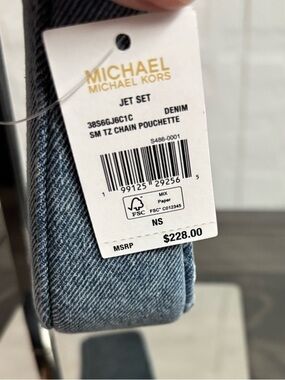 MICHAEL
MICHAEL KORS
JET SET
38S6GJ6C1C DENIM
SM TZ CHAIN POUCHETTE
S486-0001
1 99125 29256 5
MIX
Paper
FSC FSC® C012345
NS
MSRP $228.00